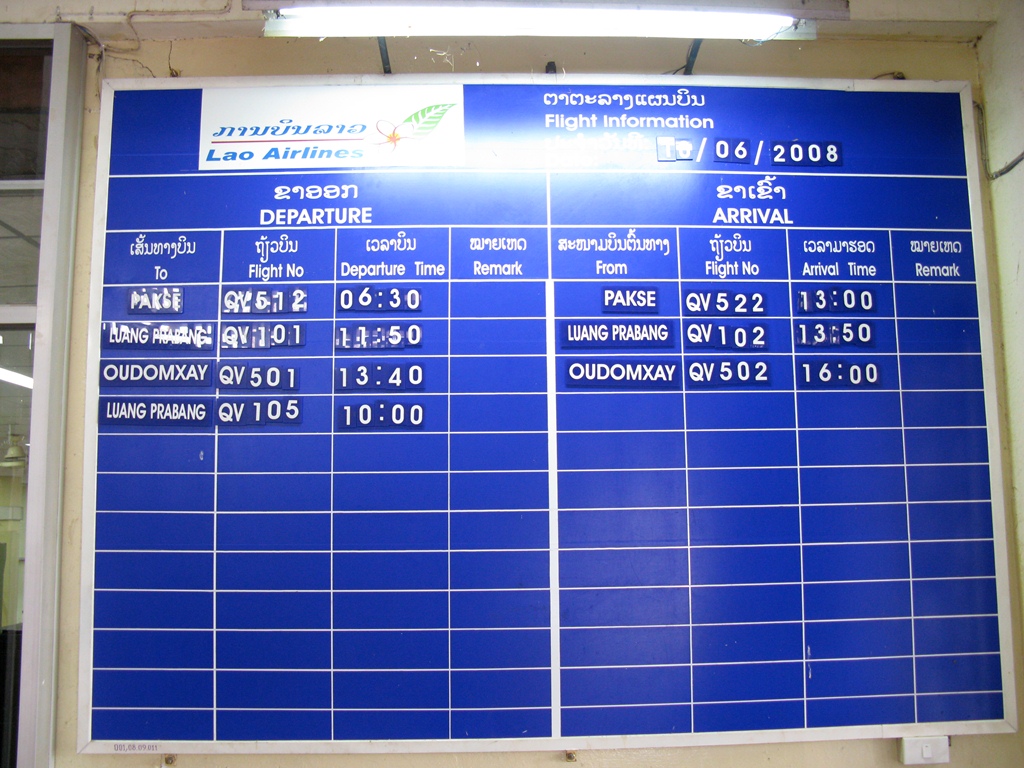 ການບິນລາວ
Lao Airlines
ຕາຕະລາງແຜນບິນ
Flight Information
/06/2008
ຂາອອກ
DEPARTURE
ຂາເຂົ້າ
ARRIVAL
ເສັ້ນທາງບິນ ຖ້ຽວບິນ ເວລາບິນ ໝາຍເຫດ ສະໜາມບິນຕົ້ນທາງ ຖ້ຽວບິນ ເວລາມາຮອດ ໝາຍເຫດ
To Flight No Departure Time Remark From Flight No Arrival Time Remark
PAKSE QV 512 06:30 PAKSE QV 522 13:00
LUANG PRABANG QV 101 11:50 LUANG PRABANG QV 102 13:50
OUDOMXAY QV 501 13:40 OUDOMXAY QV 502 16:00
LUANG PRABANG QV 105 10:00